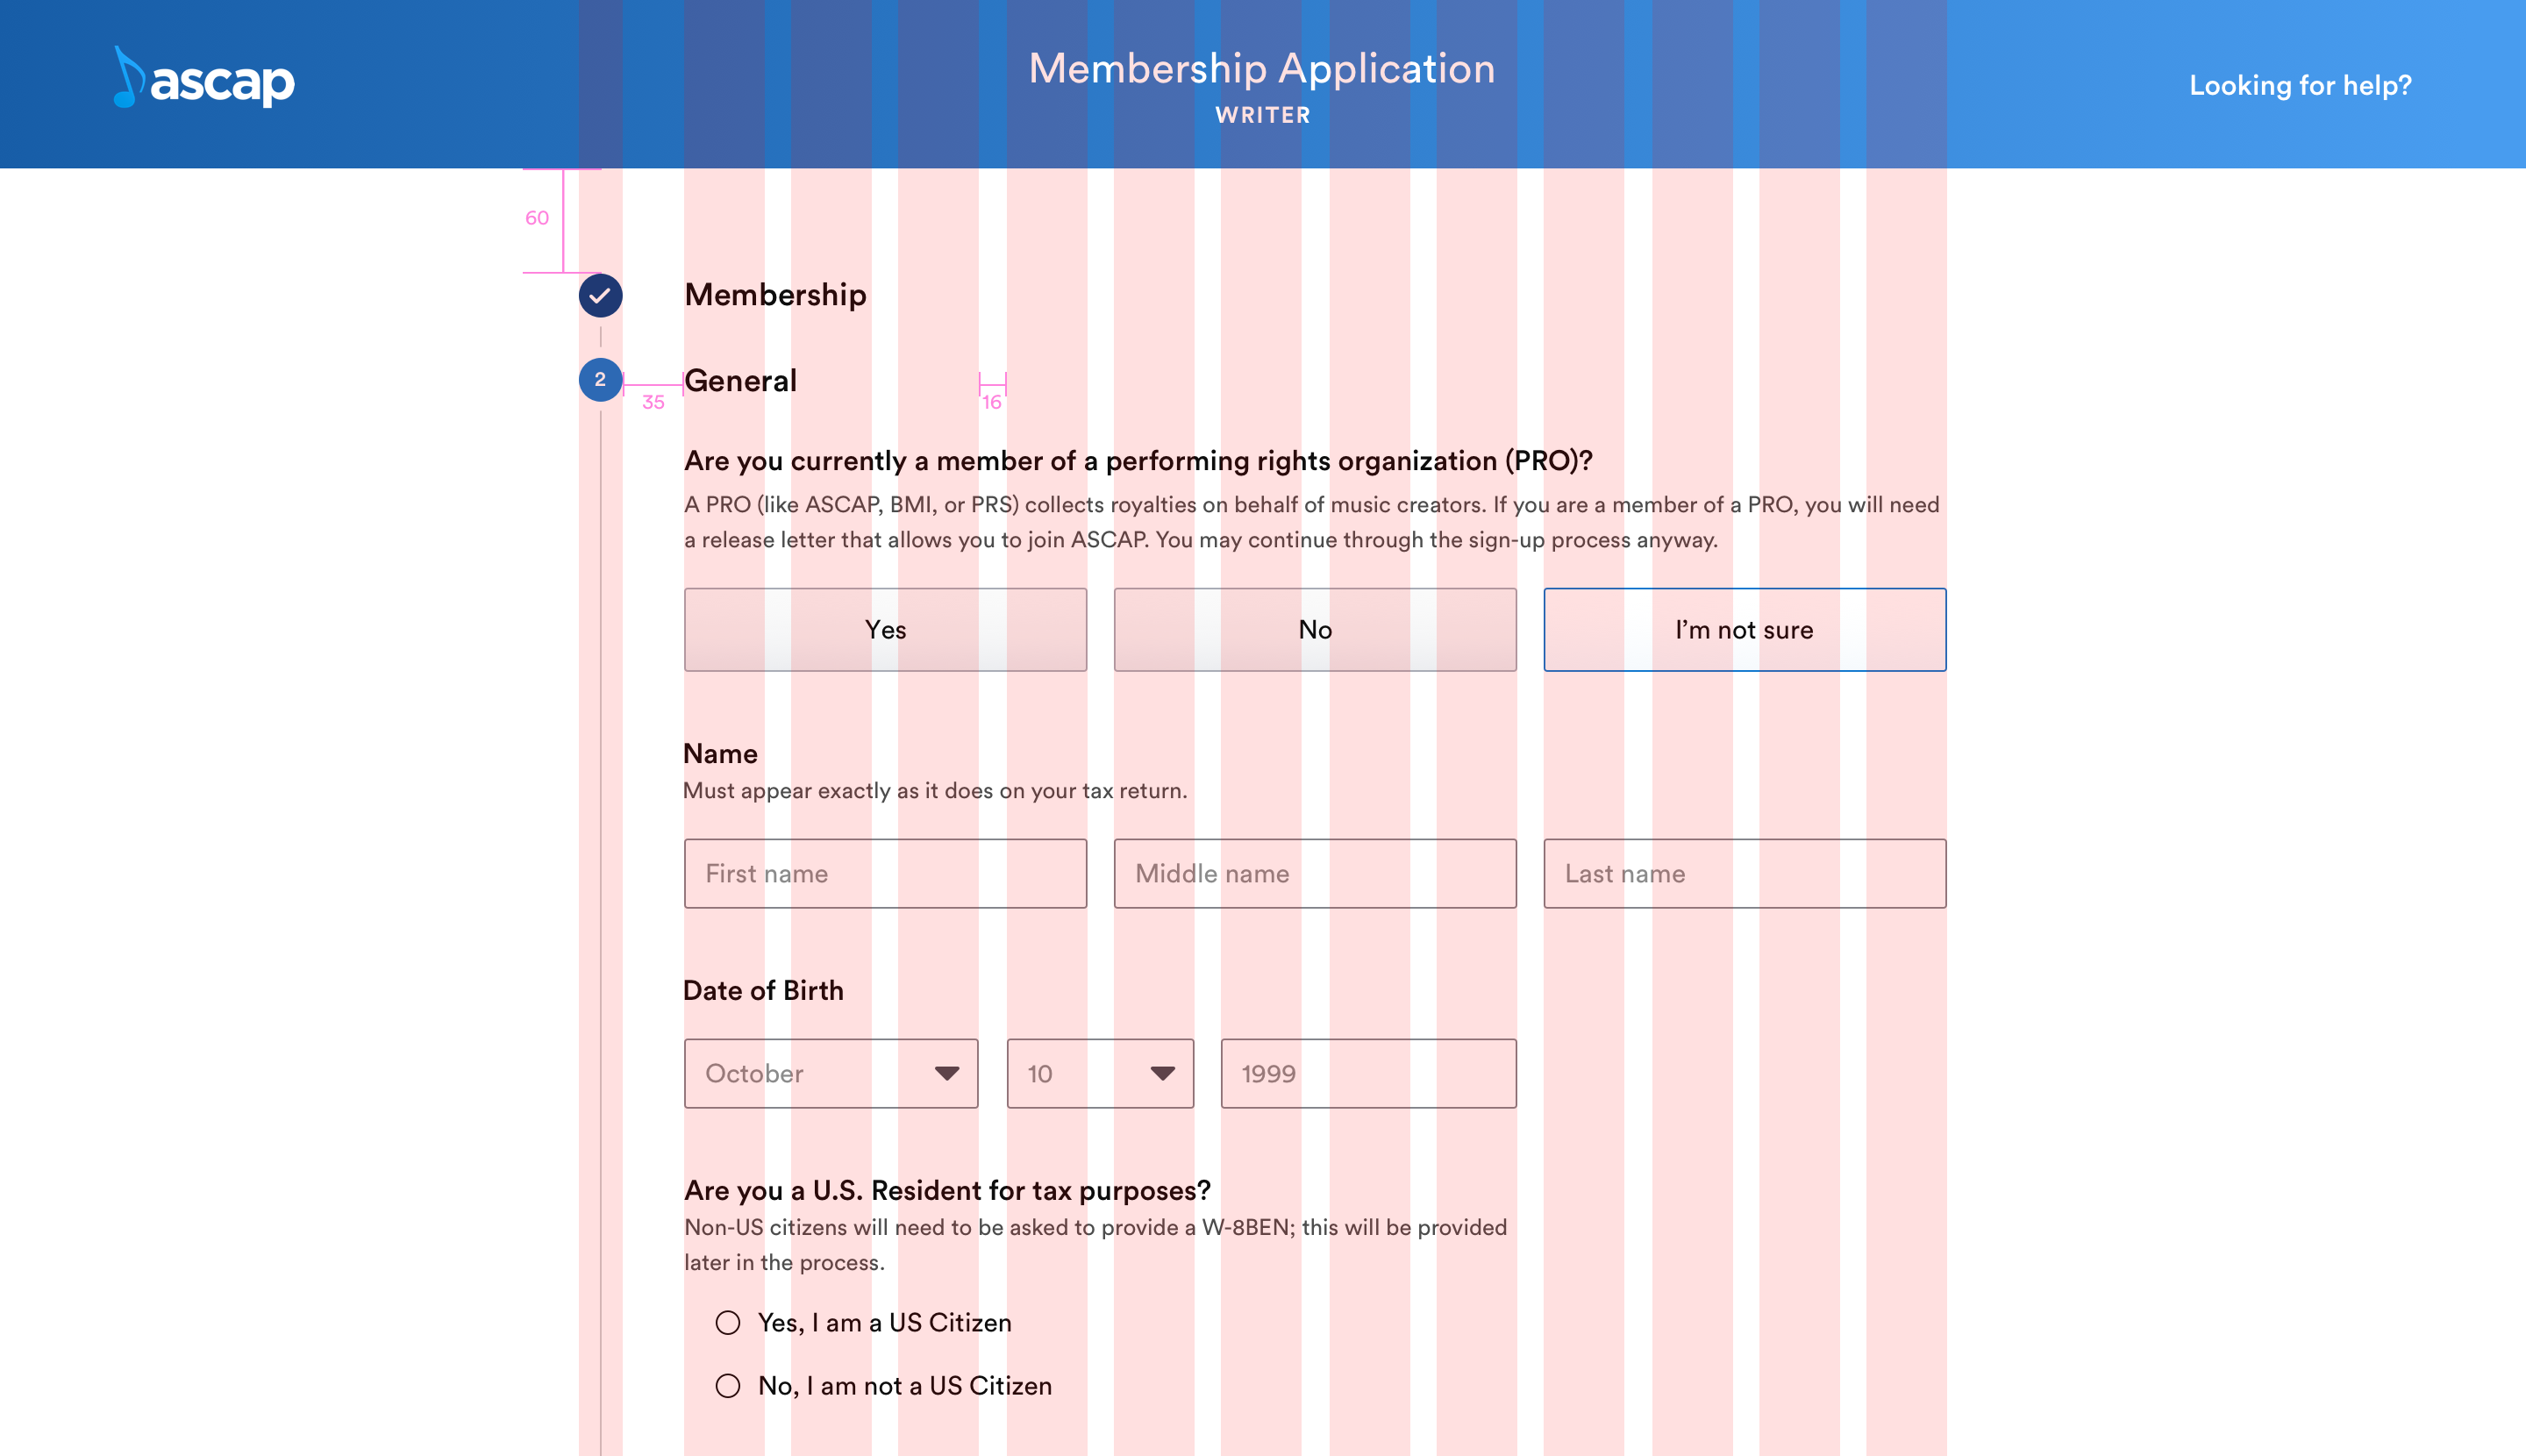 ascap
Membership Application
WRITER
Looking for help?
60
Membership
2
General
35
16
Are you currently a member of a performing rights organization (PRO)?
A PRO (like ASCAP, BMI, or PRS) collects royalties on behalf of music creators. If you are a member of a PRO, you will need
a release letter that allows you to join ASCAP. You may continue through the sign-up process anyway.
Yes
No
I’m not sure
Name
Must appear exactly as it does on your tax return.
First name
Middle name
Last name
Date of Birth
October
10
1999
Are you a U.S. Resident for tax purposes?
Non-US citizens will need to be asked to provide a W-8BEN; this will be provided
later in the process.
Yes, I am a US Citizen
No, I am not a US Citizen